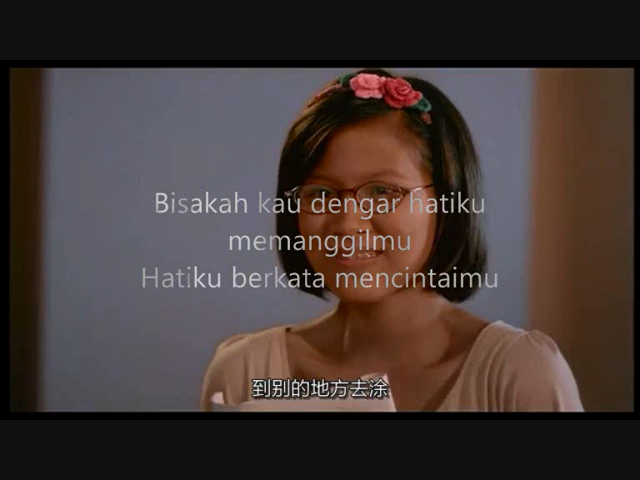 Bisakah kau dengar hatiku
memanggilmu
Hatiku berkata mencintaimu
到别的地方去涂